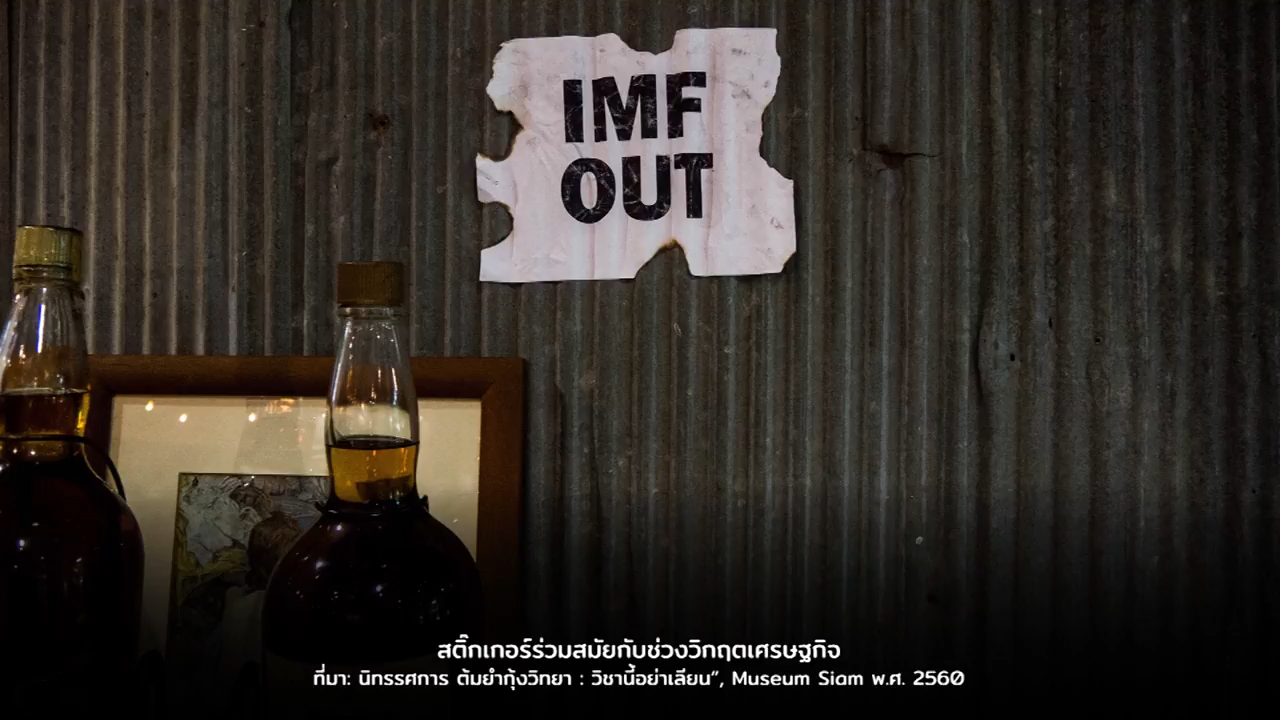 IMF
OUT
สติ๊กเกอร์ร่วมสมัยกับช่วงวิกฤตเศรษฐกิจ
ที่มา: นิทรรศการ ต้มยำกุ้งวิทยา : วิชานี้อย่าเลียน”, Museum Siam พ.ศ. 2560